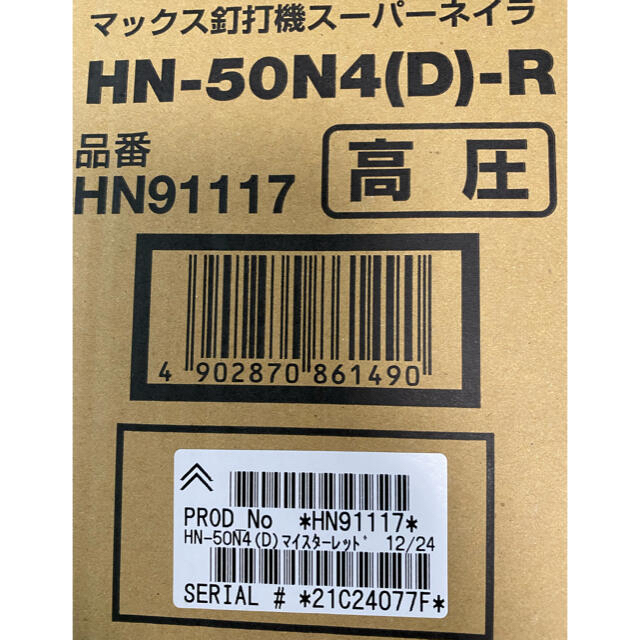 マックス釘打機スーパーネイラ
HN-50N4(D)-R
品番
HN91117
高圧
4 902870 861490
PROD_No *HN91117*
HN-50N4(D)マイスターレッド 12/24
SERIAL # *21C24077F*